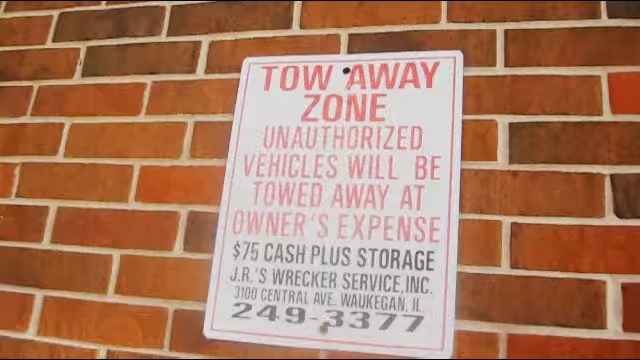 TOW AWAY
ZONE
UNAUTHORIZED
VEHICLES WILL BE
TOWED AWAY AT
OWNER'S EXPENSE
$75 CASH PLUS STORAGE
J.R.'S WRECKER SERVICE, INC.
3100 CENTRAL AVE. WAUKEGAN, IL
249-3377